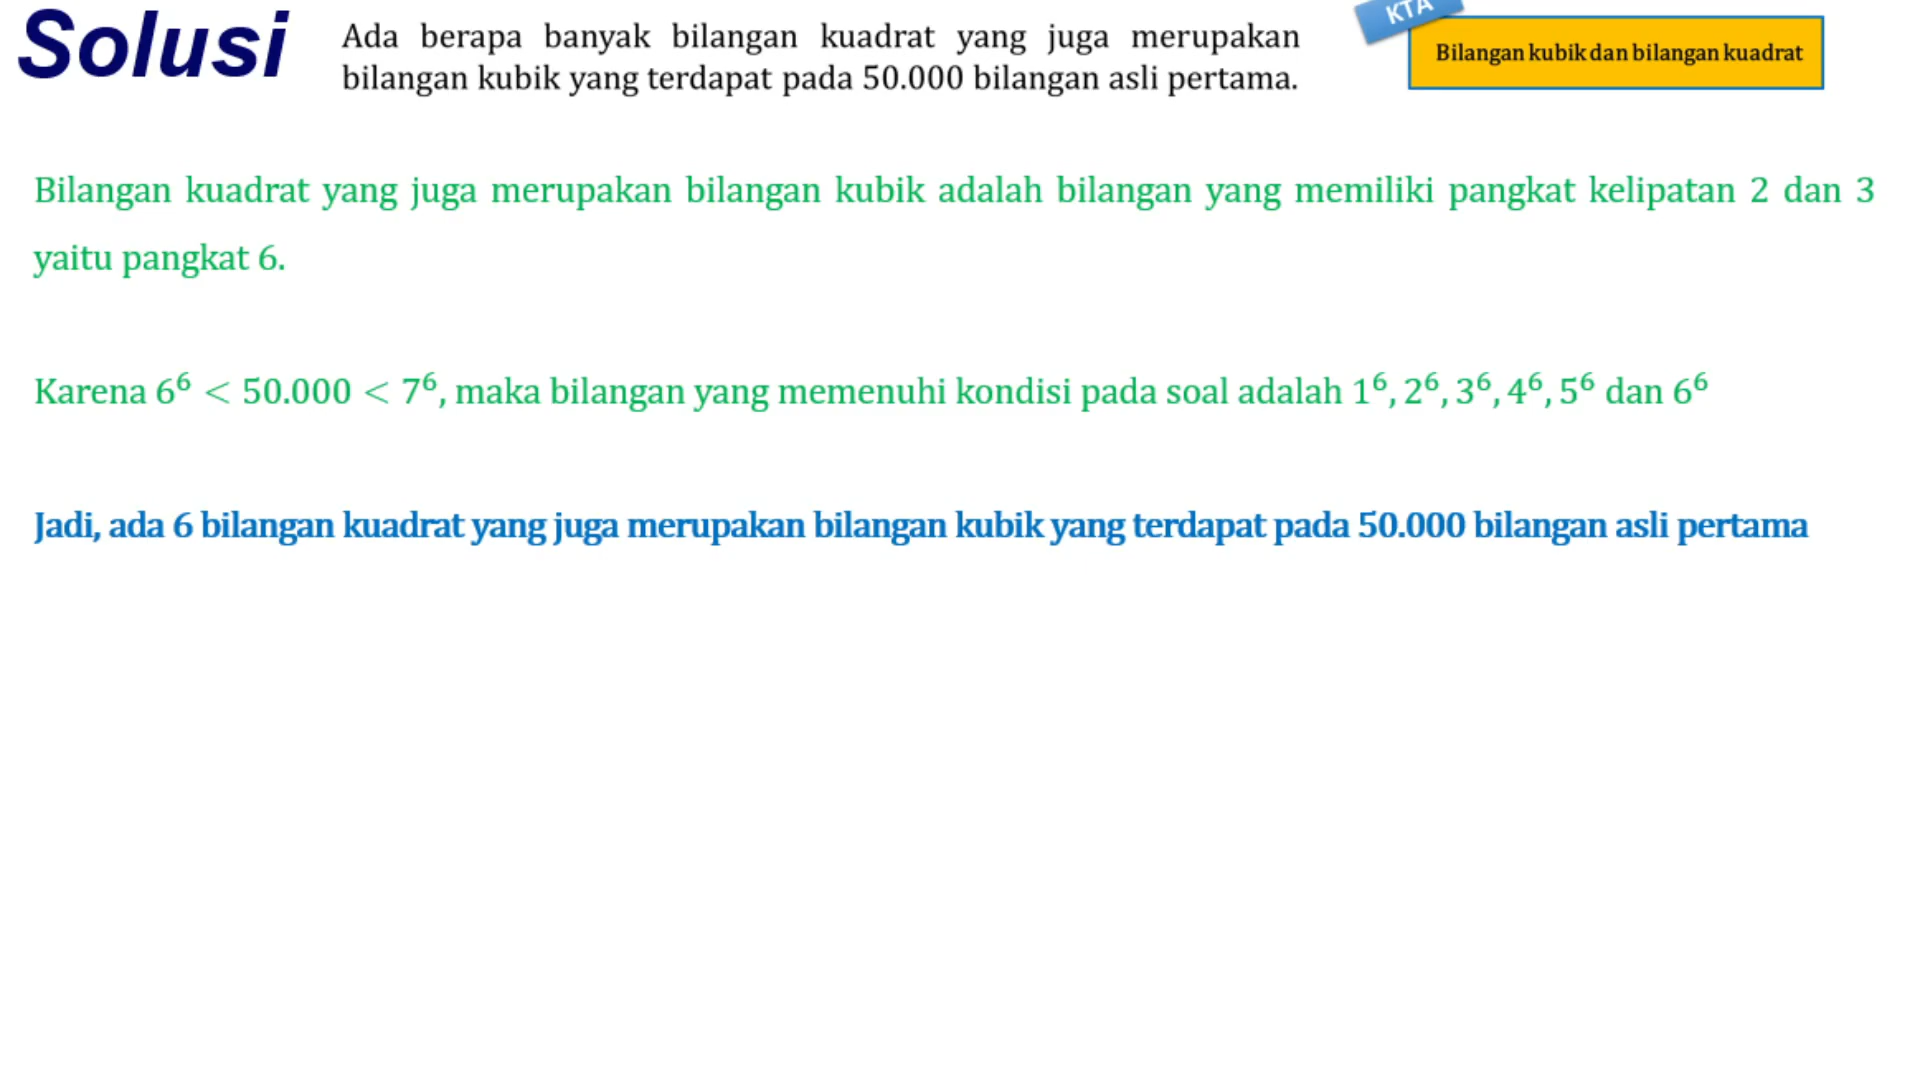 Solusi
Ada berapa banyak bilangan kuadrat yang juga merupakan
bilangan kubik yang terdapat pada 50.000 bilangan asli pertama.
KTA
Bilangan kubik dan bilangan kuadrat
Bilangan kuadrat yang juga merupakan bilangan kubik adalah bilangan yang memiliki pangkat kelipatan 2 dan 3
yaitu pangkat 6.
Karena 6⁶ < 50.000 < 7⁶, maka bilangan yang memenuhi kondisi pada soal adalah 1⁶, 2⁶, 3⁶, 4⁶, 5⁶ dan 6⁶
Jadi, ada 6 bilangan kuadrat yang juga merupakan bilangan kubik yang terdapat pada 50.000 bilangan asli pertama